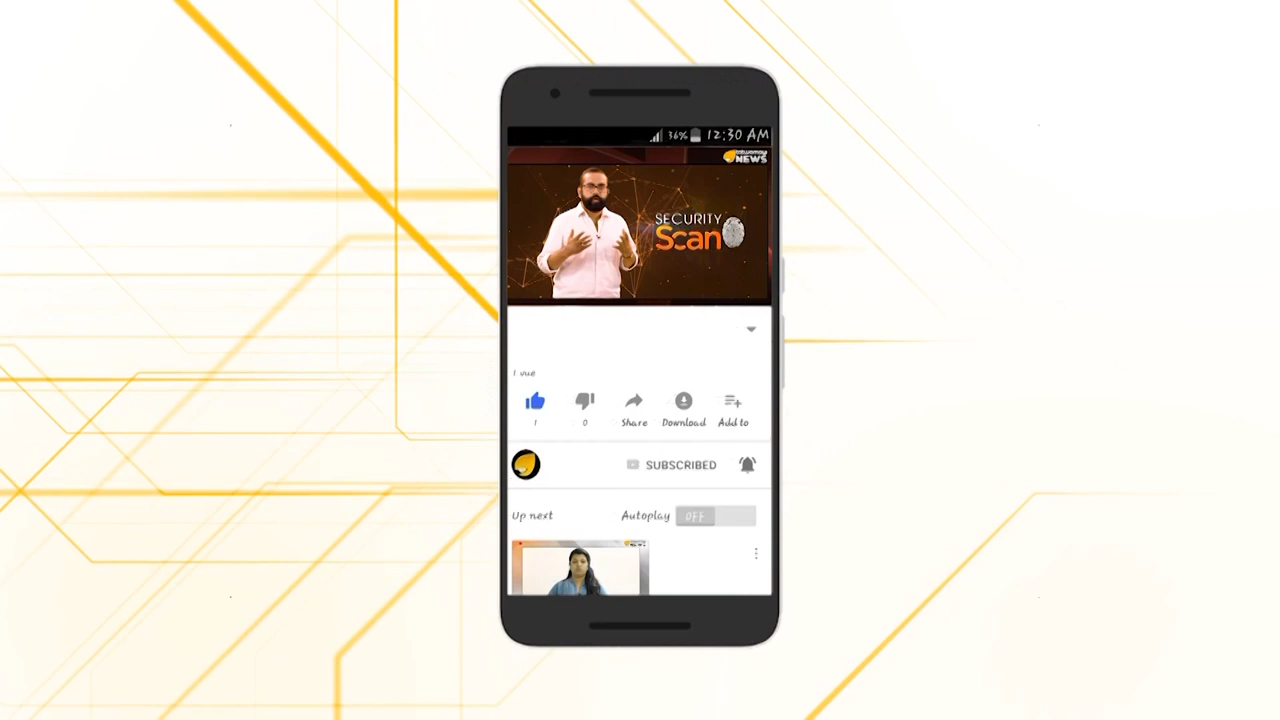 36% 12:30 AM
tatwamayi
NEWS
SECURITY
Scan
1 vue
1 0 Share Download Add to
SUBSCRIBED
Up next Autoplay OFF